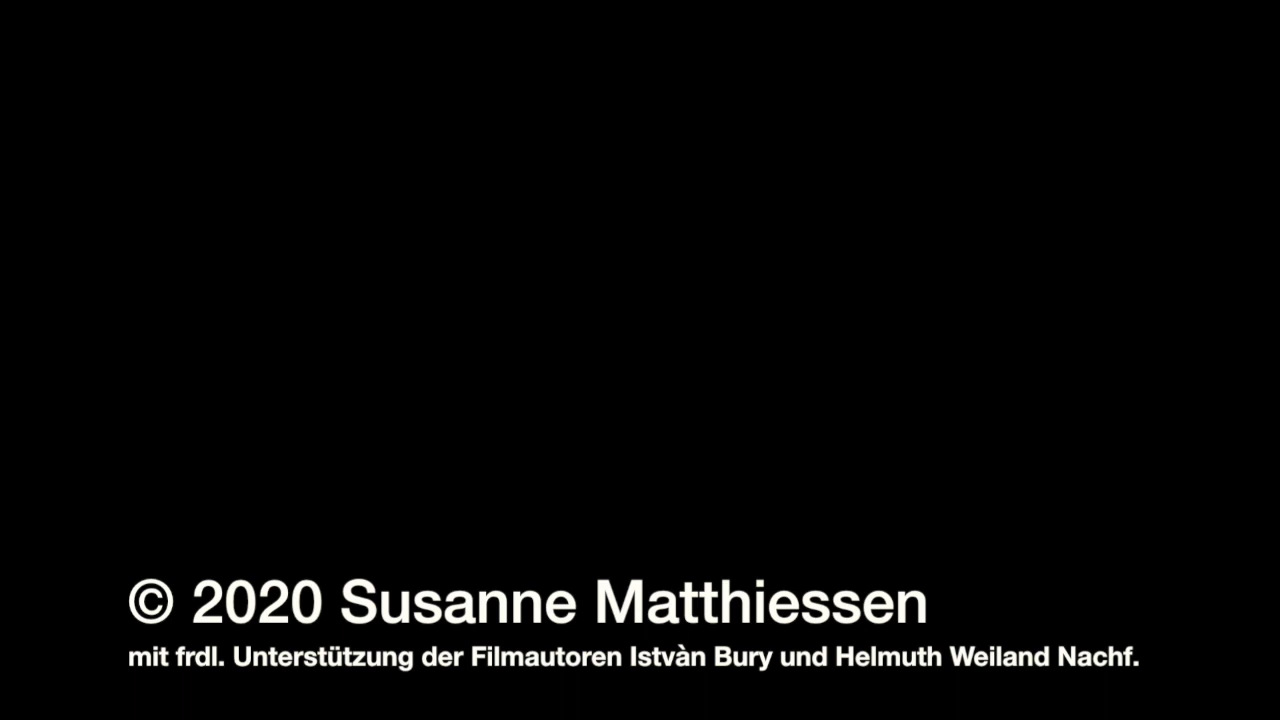 © 2020 Susanne Matthiessen
mit frdl. Unterstützung der Filmautoren Istvàn Bury und Helmuth Weiland Nachf.